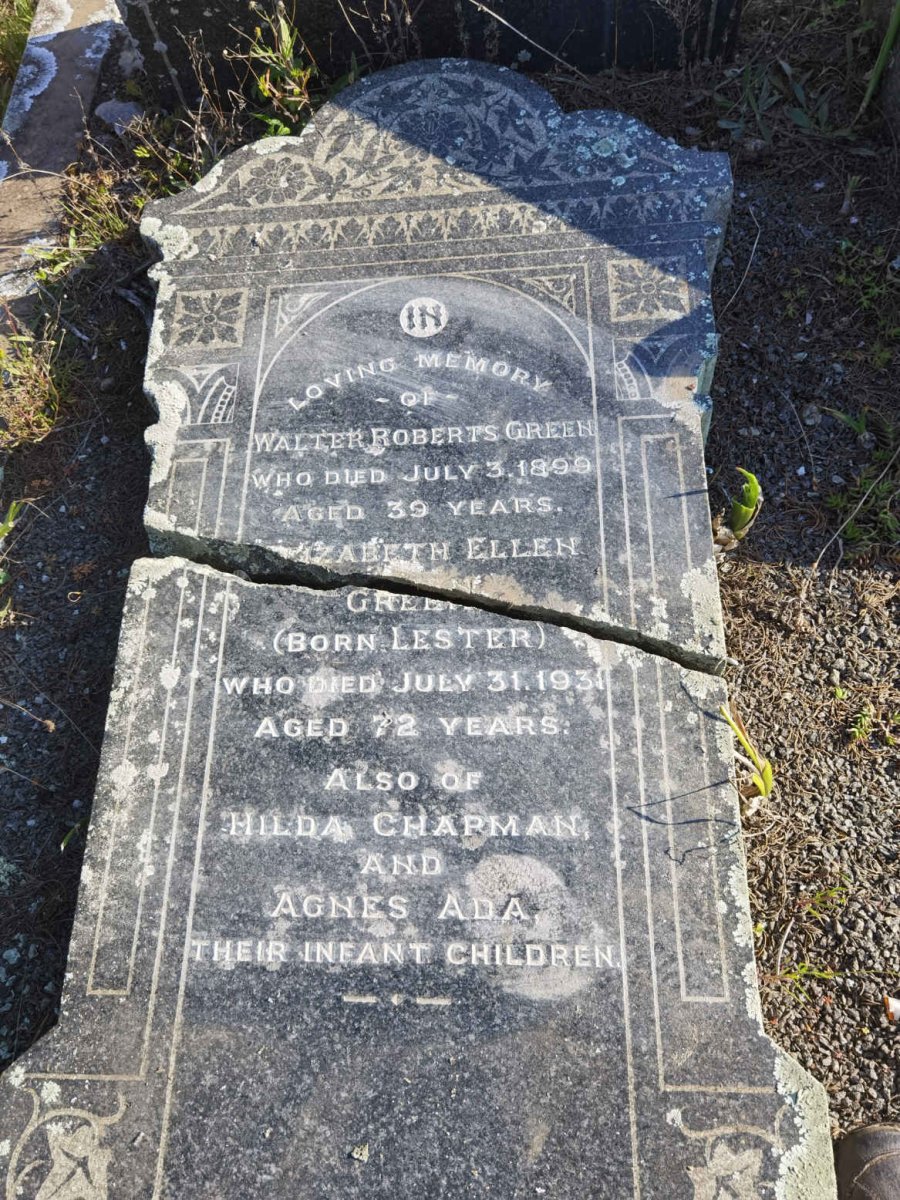 IN
LOVING MEMORY
- OF -
WALTER ROBERTS GREEN
WHO DIED JULY 3. 1899
AGED 39 YEARS.
ELIZABETH ELLEN
GREEN
(BORN LESTER)
WHO DIED JULY 31. 1931
AGED 72 YEARS.
ALSO OF
HILDA CHAPMAN,
AND
AGNES ADA,
THEIR INFANT CHILDREN.